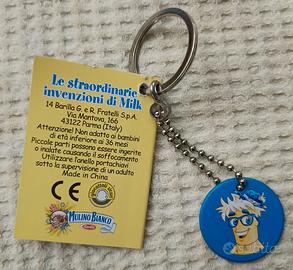 Le straordinarie
invenzioni di Milk
14 Barilla G. e R. Fratelli S.p.A.
Via Mantova, 166
43122 Parma (Italy)
Attenzione! Non adatto ai bambini
di età inferiore ai 36 mesi
Piccole parti possono essere ingerite
o inalate causando il soffocamento
Utilizzare l'anello portachiavi
sotto la supervisione di un adulto
Made in China
CE
MULINO BIANCO
Barilla